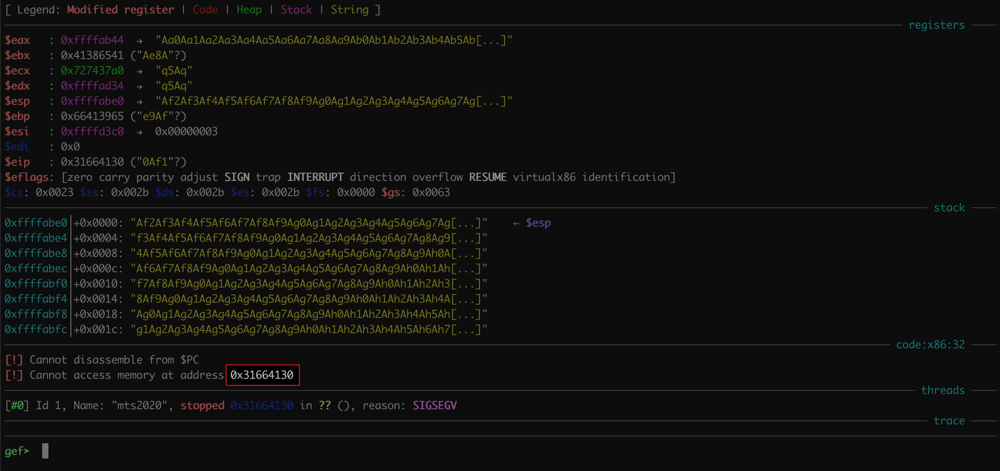 [ Legend: Modified register | Code | Heap | Stack | String ]
registers
$eax   : 0xffffab44  →  "Aa0Aa1Aa2Aa3Aa4Aa5Aa6Aa7Aa8Aa9Ab0Ab1Ab2Ab3Ab4Ab5Ab[...]"
$ebx   : 0x41386541 ("Ae8A"?)
$ecx   : 0x727437a0  →  "q5Aq"
$edx   : 0xffffad34  →  "q5Aq"
$esp   : 0xffffabe0  →  "Af2Af3Af4Af5Af6Af7Af8Af9Ag0Ag1Ag2Ag3Ag4Ag5Ag6Ag7Ag[...]"
$ebp   : 0x66413965 ("e9Af"?)
$esi   : 0xffffd3c0  →  0x00000003
$edi   : 0x0
$eip   : 0x31664130 ("0Af1"?)
$eflags: [zero carry parity adjust SIGN trap INTERRUPT direction overflow RESUME virtualx86 identification]
$cs: 0x0023 $ss: 0x002b $ds: 0x002b $es: 0x002b $fs: 0x0000 $gs: 0x0063
stack
0xffffabe0│+0x0000: "Af2Af3Af4Af5Af6Af7Af8Af9Ag0Ag1Ag2Ag3Ag4Ag5Ag6Ag7Ag[...]"    ← $esp
0xffffabe4│+0x0004: "f3Af4Af5Af6Af7Af8Af9Ag0Ag1Ag2Ag3Ag4Ag5Ag6Ag7Ag8Ag9[...]"
0xffffabe8│+0x0008: "4Af5Af6Af7Af8Af9Ag0Ag1Ag2Ag3Ag4Ag5Ag6Ag7Ag8Ag9Ah0A[...]"
0xffffabec│+0x000c: "Af6Af7Af8Af9Ag0Ag1Ag2Ag3Ag4Ag5Ag6Ag7Ag8Ag9Ah0Ah1Ah[...]"
0xffffabf0│+0x0010: "f7Af8Af9Ag0Ag1Ag2Ag3Ag4Ag5Ag6Ag7Ag8Ag9Ah0Ah1Ah2Ah3[...]"
0xffffabf4│+0x0014: "8Af9Ag0Ag1Ag2Ag3Ag4Ag5Ag6Ag7Ag8Ag9Ah0Ah1Ah2Ah3Ah4A[...]"
0xffffabf8│+0x0018: "Ag0Ag1Ag2Ag3Ag4Ag5Ag6Ag7Ag8Ag9Ah0Ah1Ah2Ah3Ah4Ah5Ah[...]"
0xffffabfc│+0x001c: "g1Ag2Ag3Ag4Ag5Ag6Ag7Ag8Ag9Ah0Ah1Ah2Ah3Ah4Ah5Ah6Ah7[...]"
code:x86:32
[!] Cannot disassemble from $PC
[!] Cannot access memory at address 0x31664130
threads
[#0] Id 1, Name: "mts2020", stopped 0x31664130 in ?? (), reason: SIGSEGV
trace
gef➤